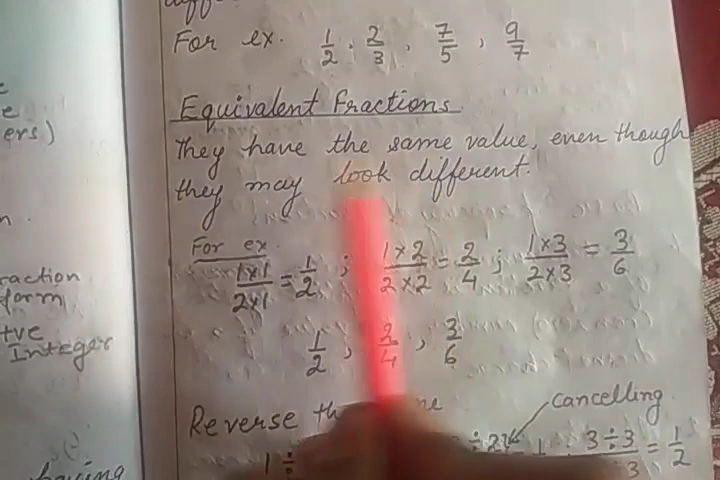 For ex. 1/2, 2/3, 7/5, 9/7
Equivalent Fractions
They have the same value, even though
they may look different.
For ex.
1×1/2×1 = 1/2 ; 1×2/2×2 = 2/4 ; 1×3/2×3 = 3/6
1/2, 2/4, 3/6
Reverse
cancelling
3÷3 = 1/2
ers)
raction
form
+ve
Integer
having